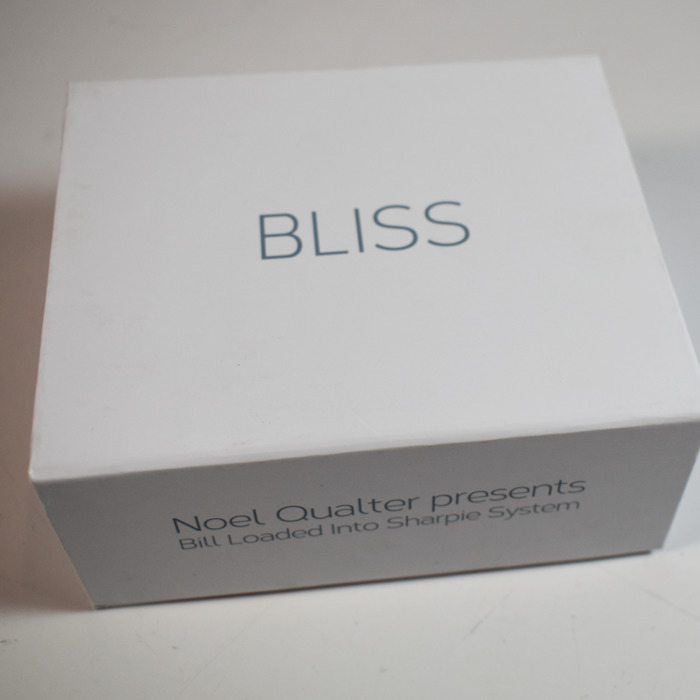 BLISS
Noel Qualter presents
Bill Loaded Into Sharpie System